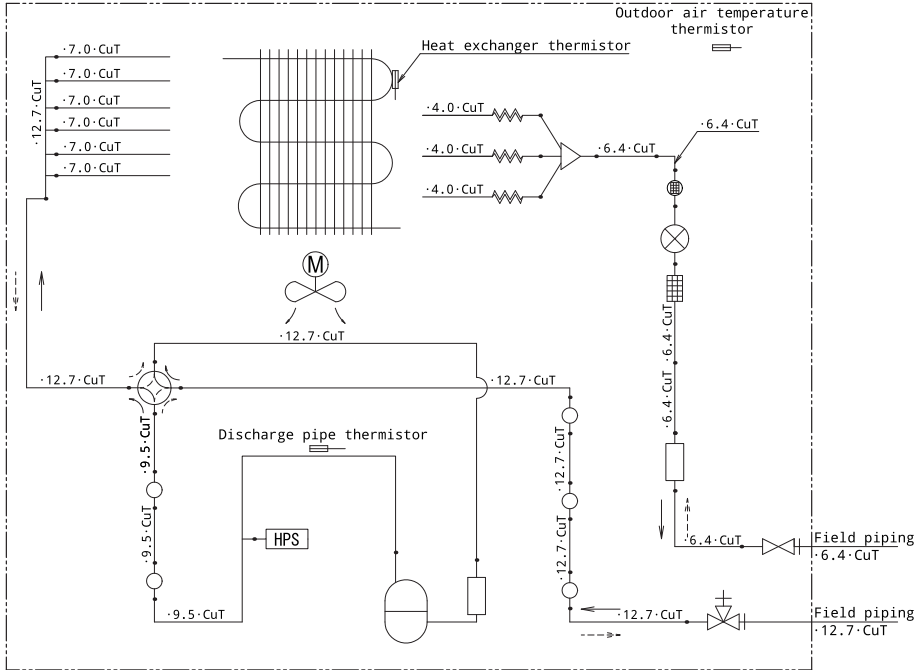 Outdoor air temperature
thermistor
Heat exchanger thermistor
·7.0·CuT
·7.0·CuT
·7.0·CuT
·7.0·CuT
·7.0·CuT
·7.0·CuT
·12.7·CuT
·4.0·CuT
·4.0·CuT
·4.0·CuT
·6.4·CuT
·6.4·CuT
M
·6.4·CuT
·6.4·CuT
·12.7·CuT
·12.7·CuT
·12.7·CuT
·9.5·CuT
Discharge pipe thermistor
·12.7·CuT
·9.5·CuT
HPS
·12.7·CuT
·6.4·CuT
Field piping
·6.4·CuT
·9.5·CuT
·12.7·CuT
Field piping
·12.7·CuT